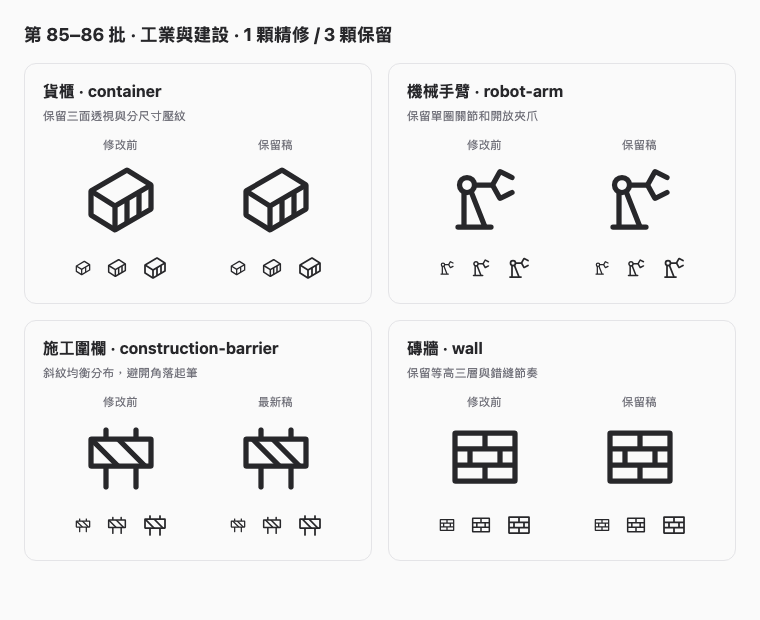 第 85–86 批 · 工業與建設 · 1 顆精修 / 3 顆保留
貨櫃 · container
保留三面透視與分尺寸壓紋
修改前
保留稿
機械手臂 · robot-arm
保留單圈關節和開放夾爪
修改前
保留稿
施工圍欄 · construction-barrier
斜紋均衡分布，避開角落起筆
修改前
最新稿
磚牆 · wall
保留等高三層與錯縫節奏
修改前
保留稿